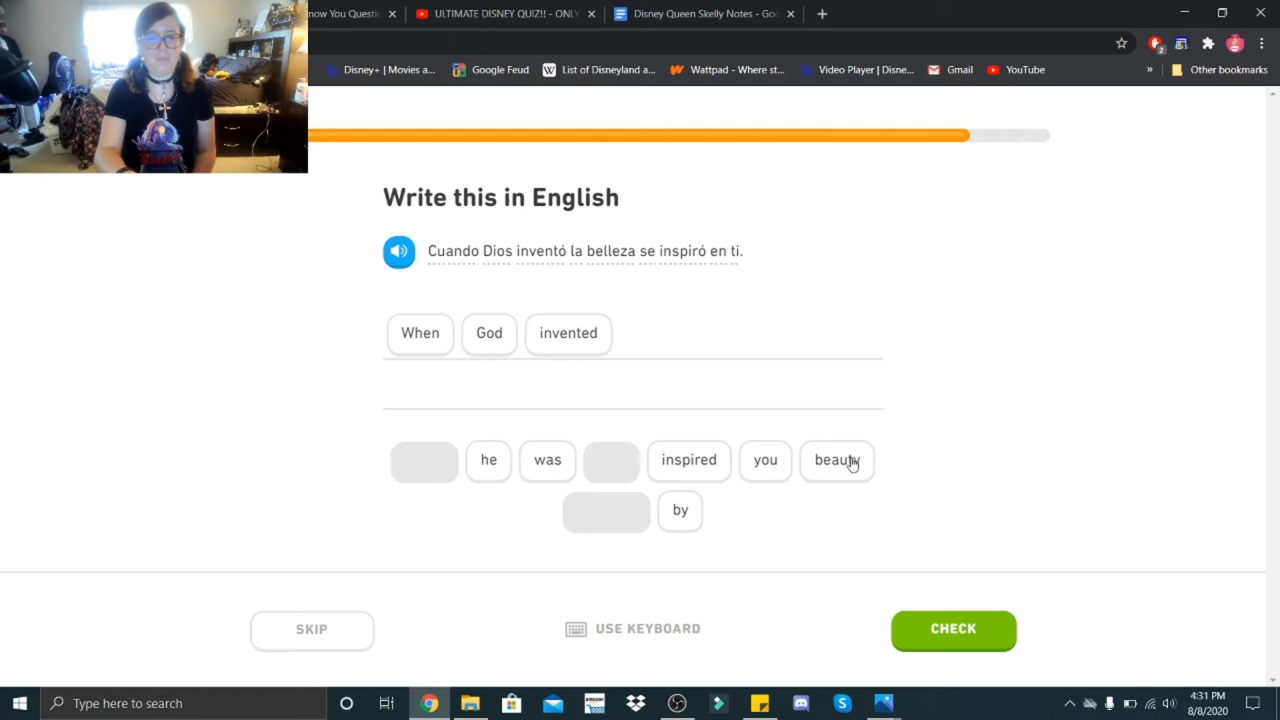 now You Questic
ULTIMATE DISNEY QUIZ!! - ONLY
Disney Queen Skelly Notes - Goo
Disney+ | Movies a...
Google Feud
List of Disneyland a...
Wattpad - Where st...
Video Player | Disne...
Gmail
YouTube
»
Other bookmarks
Write this in English
Cuando Dios inventó la belleza se inspiró en ti.
When God invented
he was inspired you beauty
by
SKIP
USE KEYBOARD
CHECK
Type here to search
4:31 PM
8/8/2020